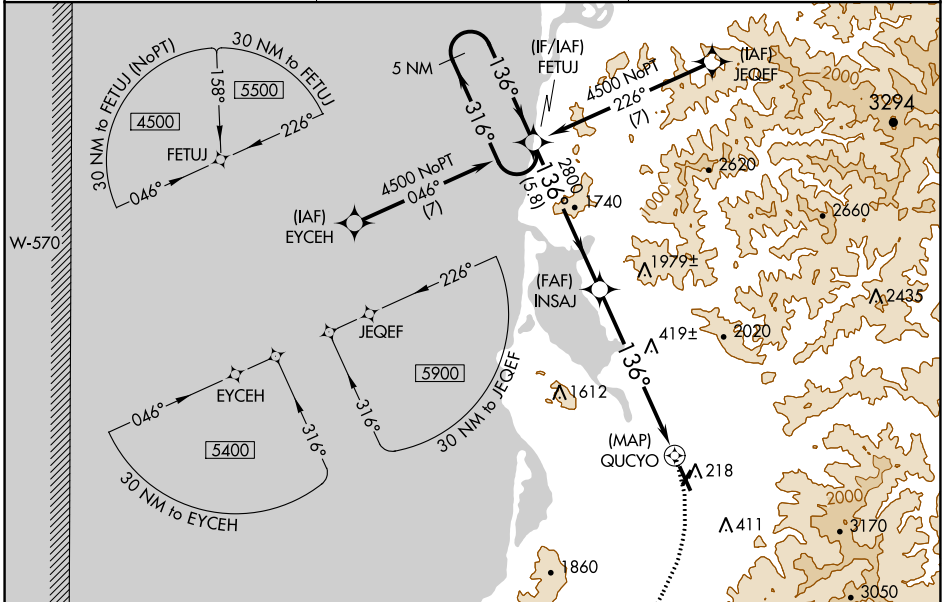 30 NM to FETUJ (NoPT)
30 NM to FETUJ
158°
4500
5500
226°
FETUJ
046°
5 NM
136°
316°
(IF/IAF)
FETUJ
4500 NoPT
226°
(7)
(IAF)
JEQEF
2000
3294
4500 NoPT
046°
(7)
(IAF)
EYCEH
2800
136°
(5.8)
1740
2620
2660
W-570
1979±
2435
(FAF)
INSAJ
226°
JEQEF
5900
316°
30 NM to JEQEF
EYCEH
046°
5400
316°
30 NM to EYCEH
419±
2020
136°
1612
(MAP)
QUCYO
218
411
2000
3170
1860
3050